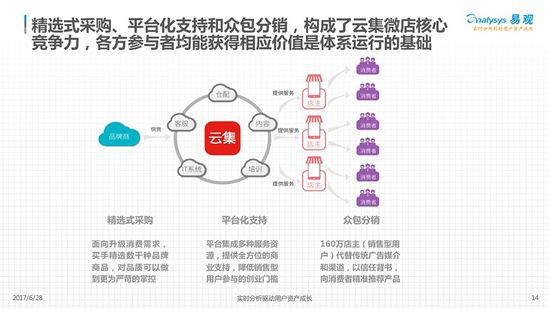 精选式采购、平台化支持和众包分销，构成了云集微店核心
竞争力，各方参与者均能获得相应价值是体系运行的基础
analysys 易观
实时分析驱动用户资产成长
品牌商
供货
云集
仓配
客服
内容
IT系统
培训
提供服务
店主
消费者
消费者
提供服务
店主
消费者
消费者
提供服务
店主
消费者
消费者
精选式采购
面向升级消费需求，
买手精选数千种品牌
商品，对品质可以做
到更为严苛的掌控
平台化支持
平台集成多种服务资
源，提供全方位的商
业支持，降低销售型
用户参与的创业门槛
众包分销
160万店主（销售型用
户）代替传统广告媒介
和渠道，以信任背书，
向消费者精准推荐产品
2017/6/28
实时分析驱动用户资产成长
14